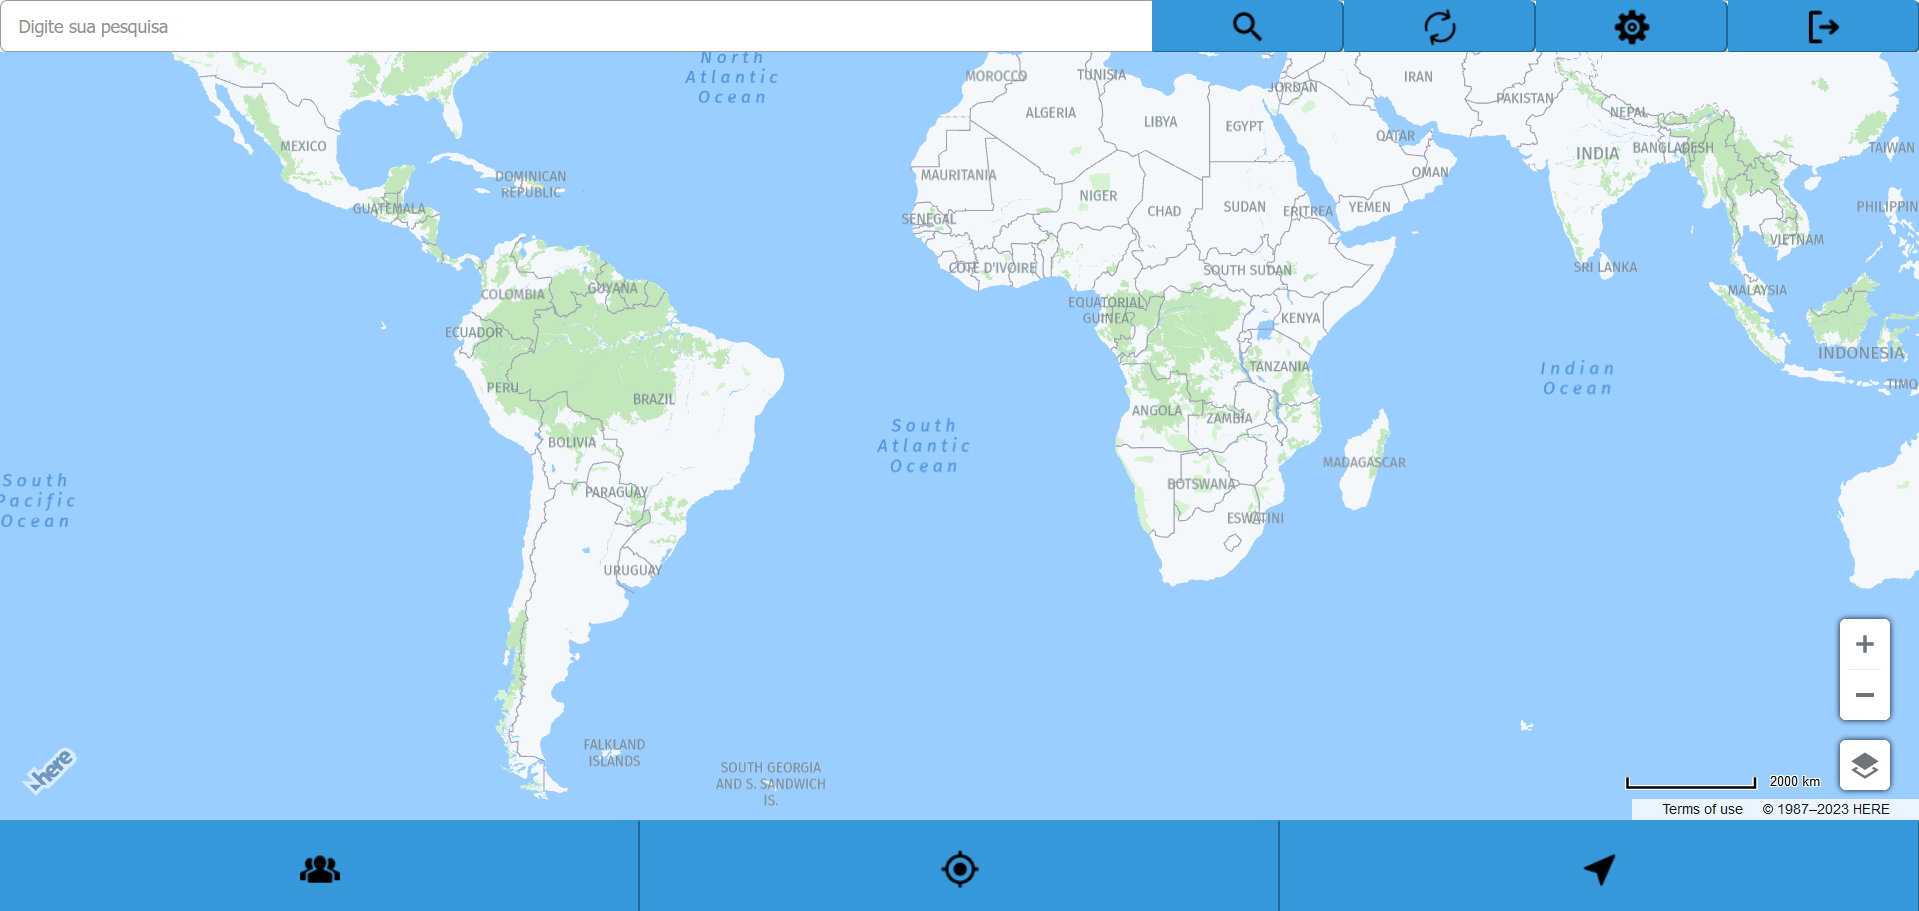 Digite sua pesquisa
North
Atlantic
Ocean
MOROCCO
TUNISIA
JORDAN
IRAN
PAKISTAN
NEPAL
ALGERIA
LIBYA
EGYPT
QATAR
MEXICO
INDIA
BANGLADESH
TAIWAN
DOMINICAN
REPUBLIC
MAURITANIA
OMAN
NIGER
GUATEMALA
SENEGAL
CHAD
SUDAN
ERITREA
YEMEN
PHILIPPIN
VIETNAM
CÔTE D'IVOIRE
SOUTH SUDAN
SRI LANKA
COLOMBIA
GUYANA
MALAYSIA
EQUATORIAL
GUINEA
KENYA
ECUADOR
INDONESIA
TANZANIA
Indian
Ocean
PERU
BRAZIL
TIMO
ANGOLA
ZAMBIA
South
Atlantic
Ocean
BOLIVIA
MADAGASCAR
South
Pacific
Ocean
PARAGUAY
BOTSWANA
ESWATINI
URUGUAY
FALKLAND
ISLANDS
SOUTH GEORGIA
AND S. SANDWICH
IS.
here
2000 km
Terms of use © 1987–2023 HERE